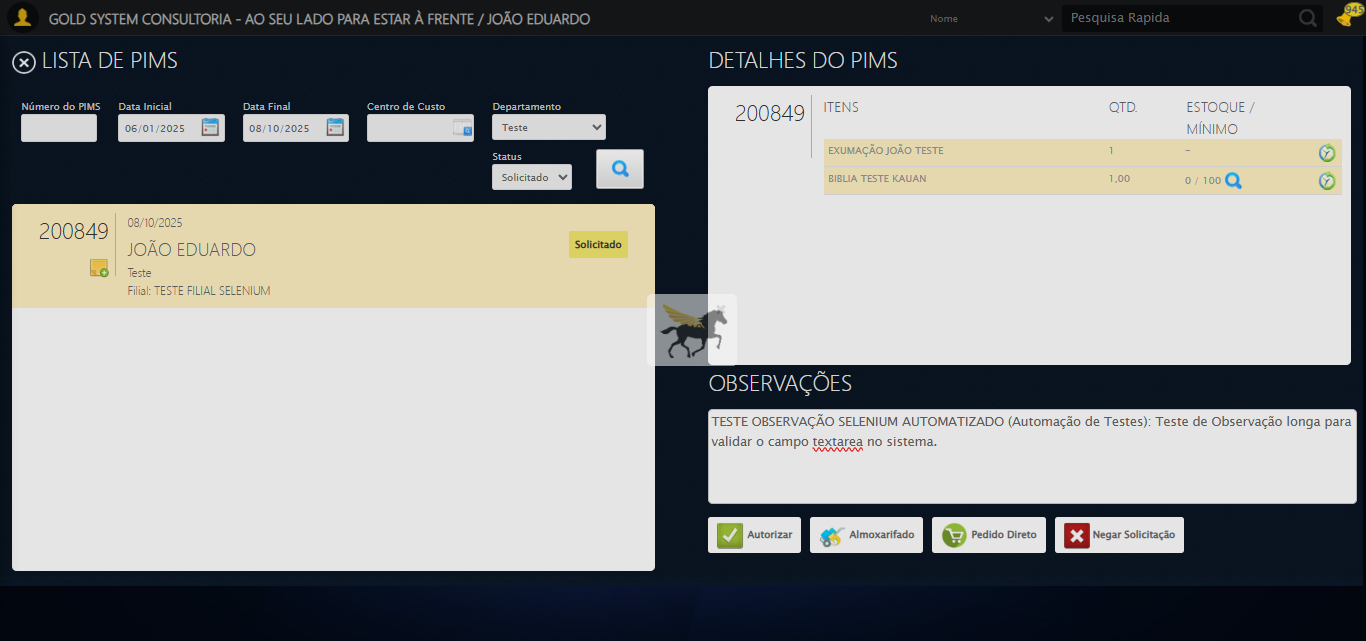 GOLD SYSTEM CONSULTORIA - AO SEU LADO PARA ESTAR À FRENTE / JOÃO EDUARDO
Nome
Pesquisa Rapida
945
LISTA DE PIMS
Número do PIMS
Data Inicial
Data Final
Centro de Custo
Departamento
06/01/2025
08/10/2025
Teste
Status
Solicitado
200849
08/10/2025
JOÃO EDUARDO
Teste
Filial: TESTE FILIAL SELENIUM
Solicitado
DETALHES DO PIMS
200849
ITENS
QTD.
ESTOQUE /
MÍNIMO
EXUMAÇÃO JOÃO TESTE
1
-
BIBLIA TESTE KAUAN
1,00
0 / 100
OBSERVAÇÕES
TESTE OBSERVAÇÃO SELENIUM AUTOMATIZADO (Automação de Testes): Teste de Observação longa para
validar o campo textarea no sistema.
Autorizar
Almoxarifado
Pedido Direto
Negar Solicitação